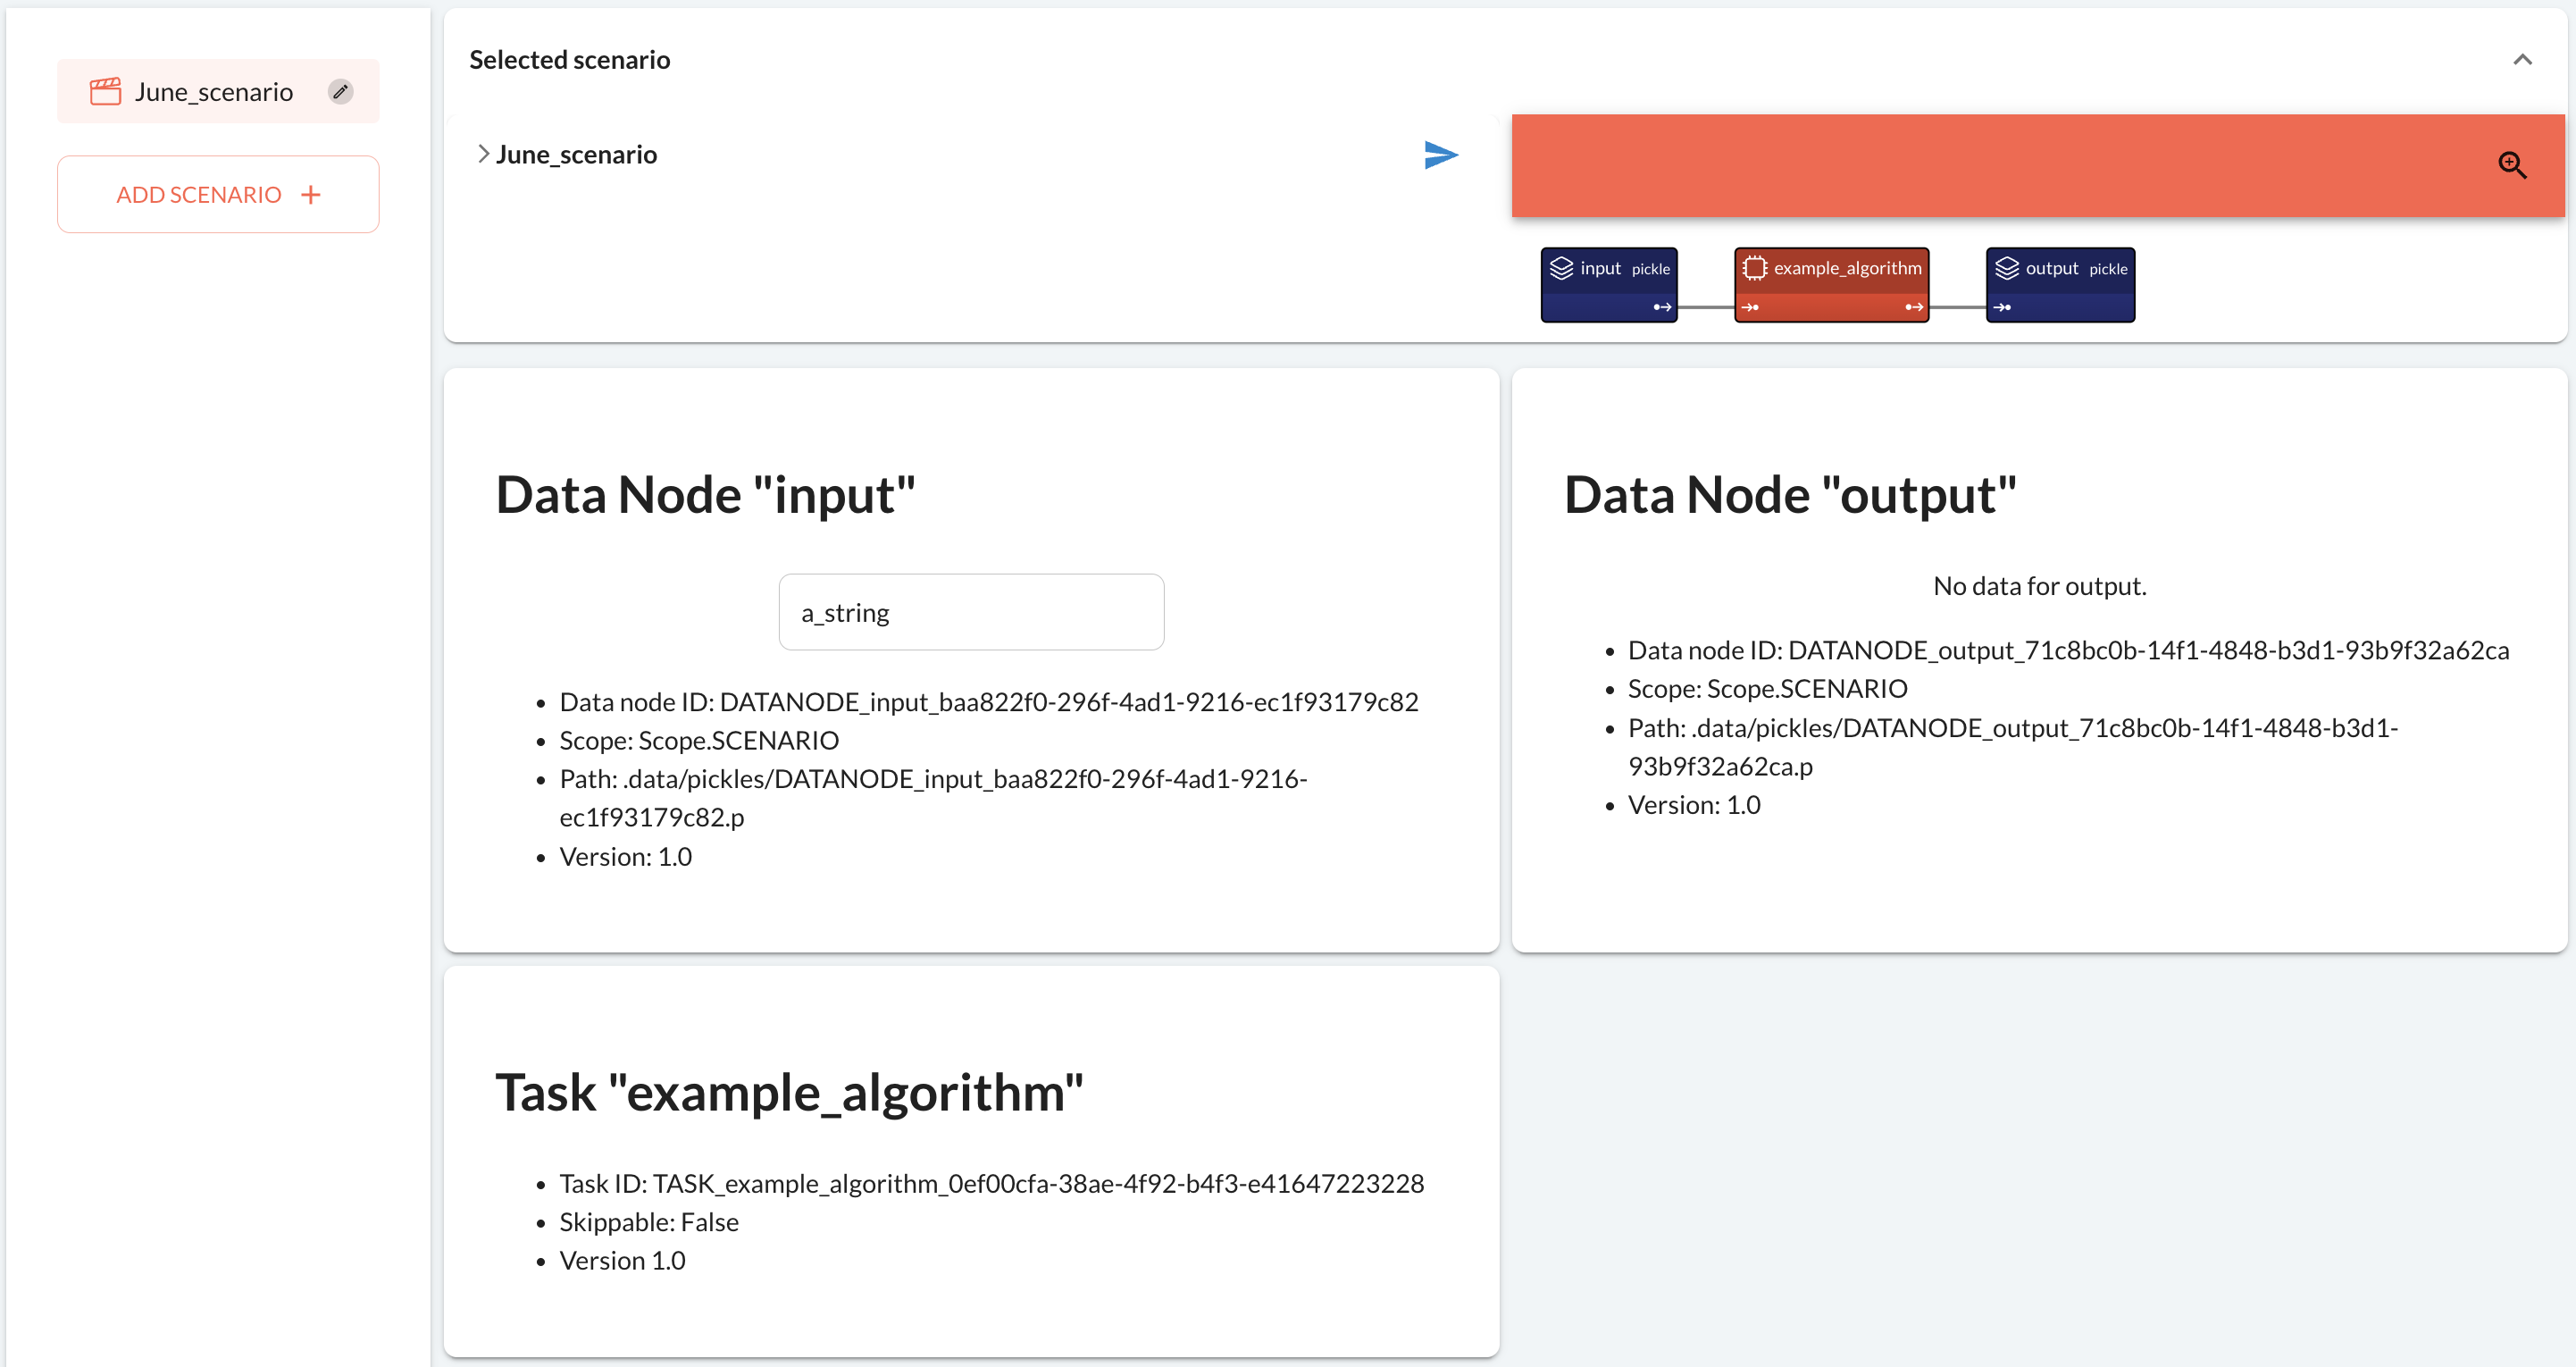 June_scenario
ADD SCENARIO
Selected scenario
June_scenario
input pickle
example_algorithm
output pickle
Data Node "input"
a_string
Data node ID: DATANODE_input_baa822f0-296f-4ad1-9216-ec1f93179c82
Scope: Scope.SCENARIO
Path: .data/pickles/DATANODE_input_baa822f0-296f-4ad1-9216-
ec1f93179c82.p
Version: 1.0
Data Node "output"
No data for output.
Data node ID: DATANODE_output_71c8bc0b-14f1-4848-b3d1-93b9f32a62ca
Scope: Scope.SCENARIO
Path: .data/pickles/DATANODE_output_71c8bc0b-14f1-4848-b3d1-
93b9f32a62ca.p
Version: 1.0
Task "example_algorithm"
Task ID: TASK_example_algorithm_0ef00cfa-38ae-4f92-b4f3-e41647223228
Skippable: False
Version 1.0